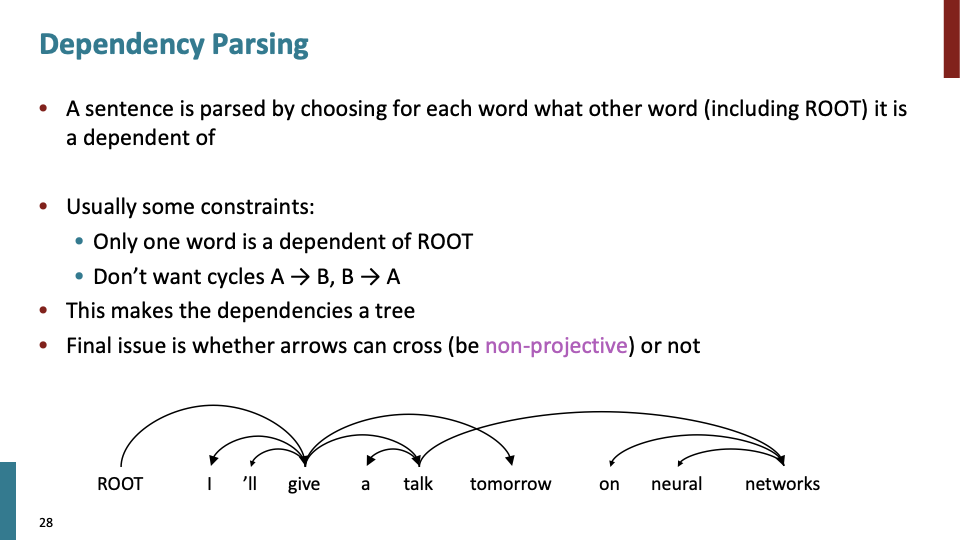 Dependency Parsing
• A sentence is parsed by choosing for each word what other word (including ROOT) it is
a dependent of
• Usually some constraints:
• Only one word is a dependent of ROOT
• Don’t want cycles A → B, B → A
• This makes the dependencies a tree
• Final issue is whether arrows can cross (be non-projective) or not
ROOT I ’ll give a talk tomorrow on neural networks
28